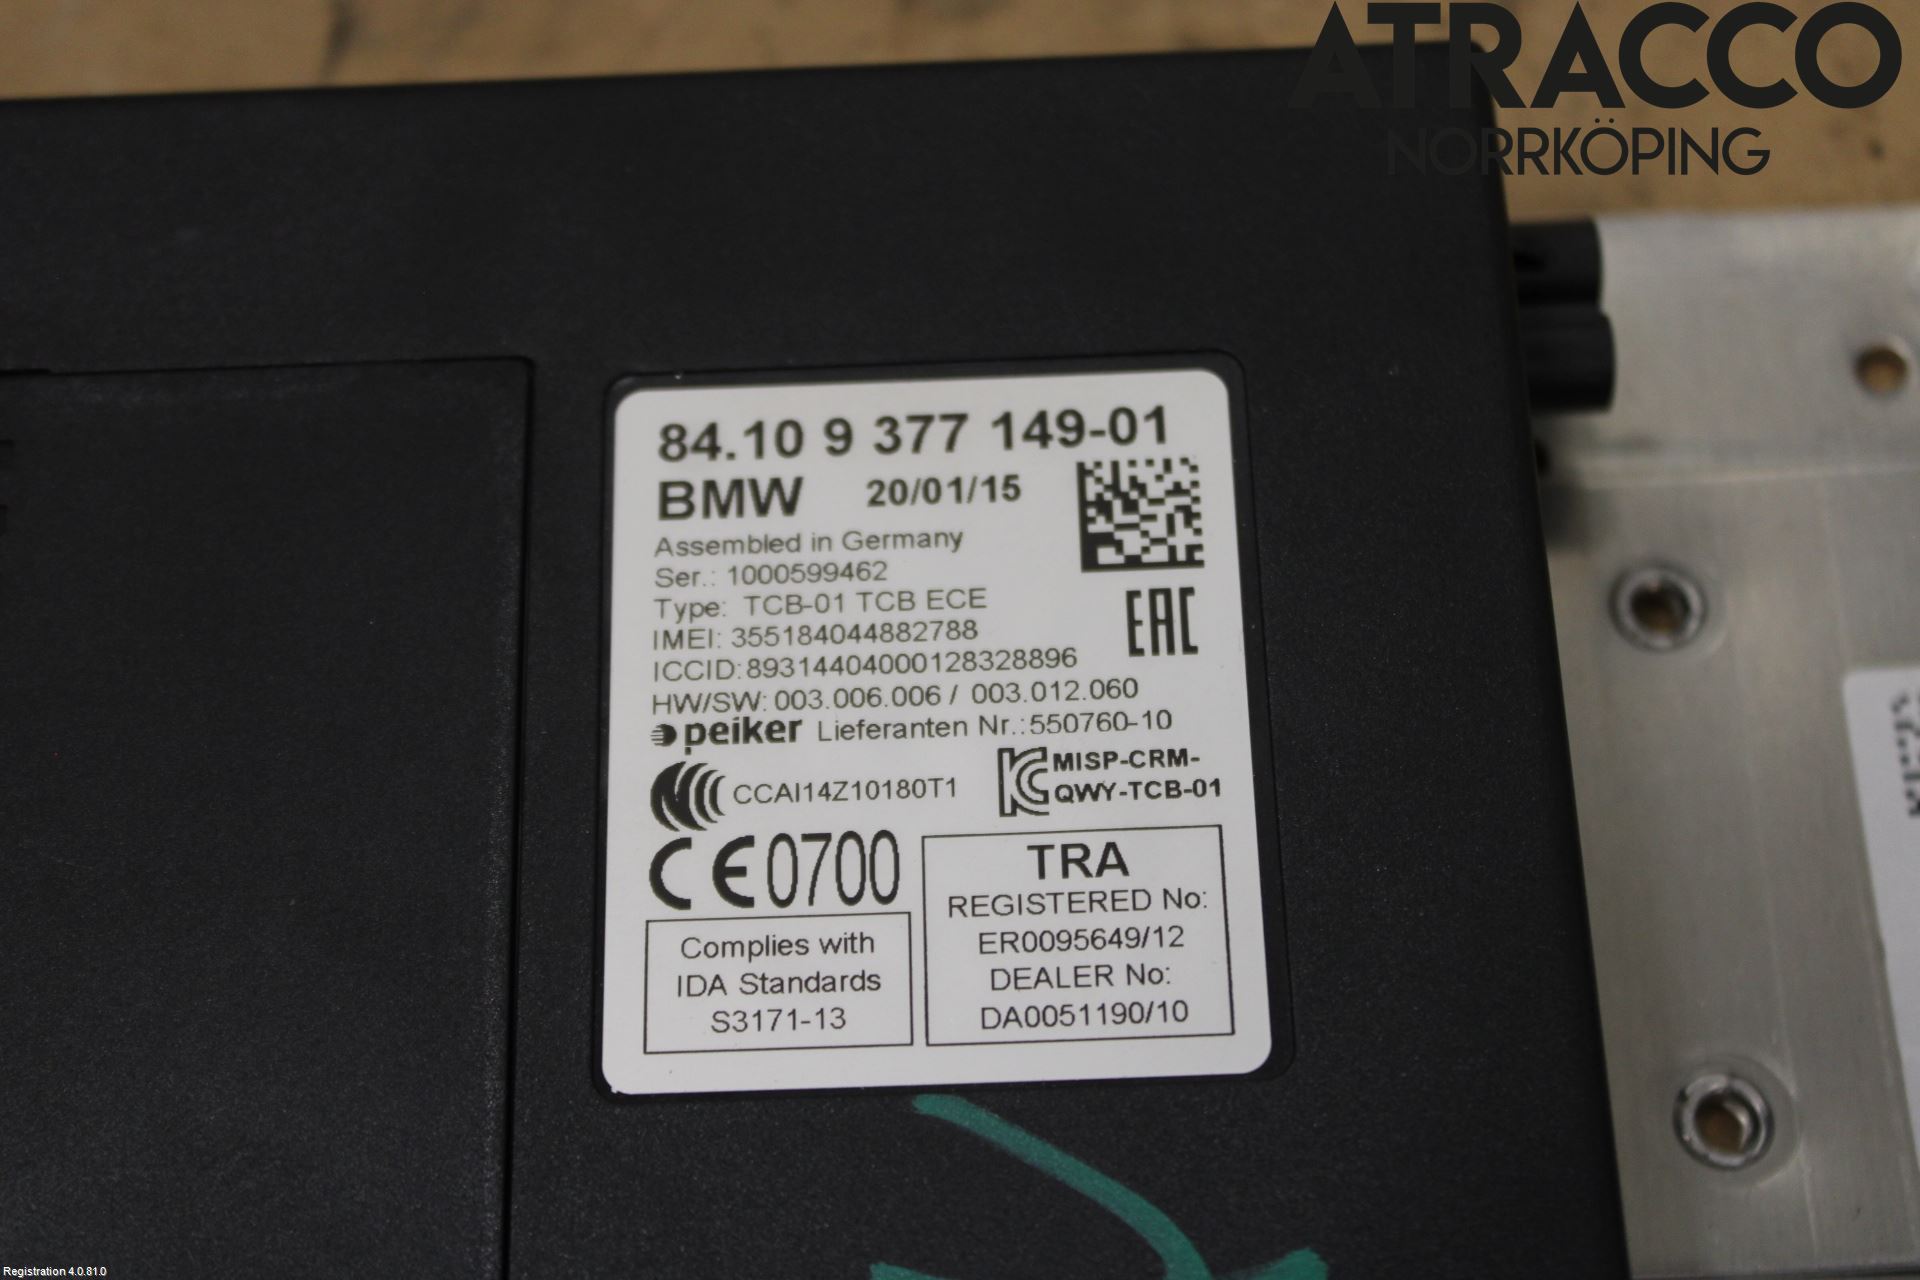 ATRACCO
NORRKÖPING
84.10 9 377 149-01
BMW 20/01/15
Assembled in Germany
Ser.: 1000599462
Type: TCB-01 TCB ECE
EAC
IMEI: 355184044882788
ICCID: 89314404000128328896
HW/SW: 003.006.006 / 003.012.060
peiker Lieferanten Nr.:550760-10
CCAI14Z10180T1
MISP-CRM-
QWY-TCB-01
CE0700
Complies with
IDA Standards
S3171-13
TRA
REGISTERED No:
ER0095649/12
DEALER No:
DA0051190/10
Registration 4.0.81.0